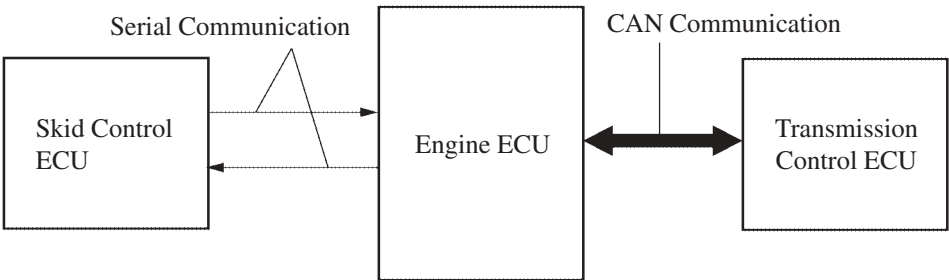 Serial Communication
CAN Communication
Skid Control
ECU
Engine ECU
Transmission
Control ECU